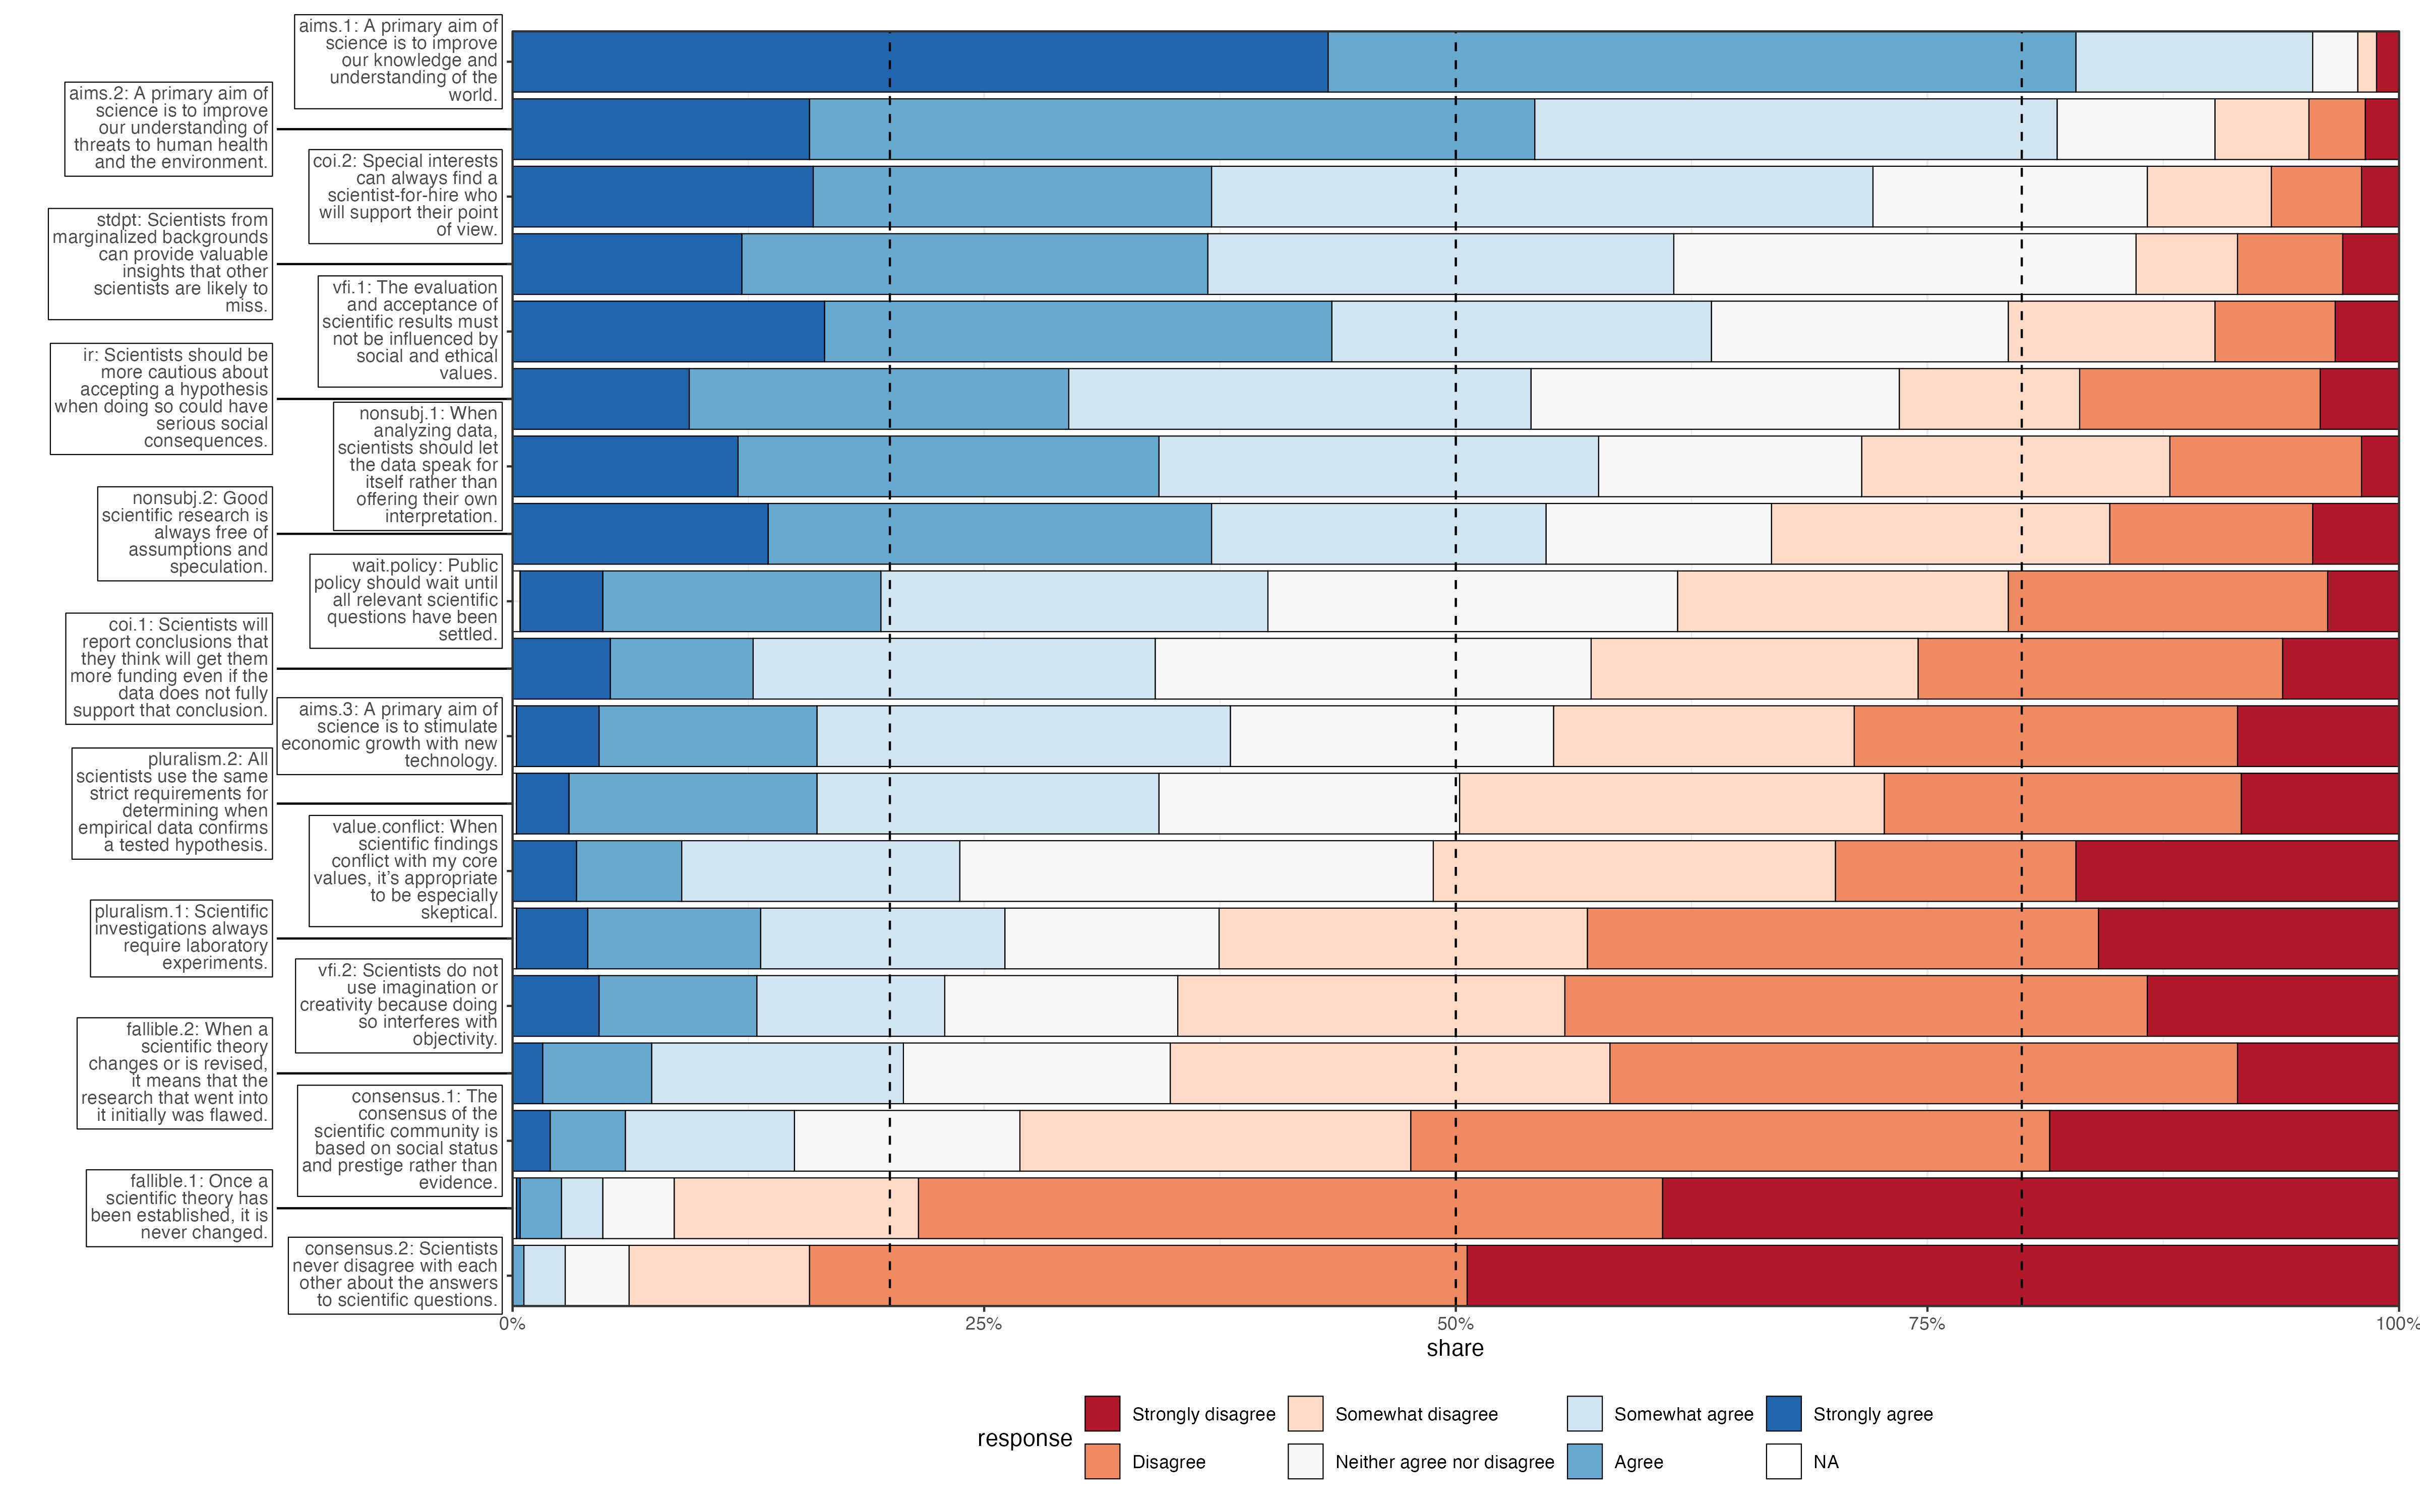 aims.1: A primary aim of
science is to improve
our knowledge and
understanding of the
world.
aims.2: A primary aim of
science is to improve
our understanding of
threats to human health
and the environment.
coi.2: Special interests
can always find a
scientist-for-hire who
will support their point
of view.
stdpt: Scientists from
marginalized backgrounds
can provide valuable
insights that other
scientists are likely to
miss.
vfi.1: The evaluation
and acceptance of
scientific results must
not be influenced by
social and ethical
values.
ir: Scientists should be
more cautious about
accepting a hypothesis
when doing so could have
serious social
consequences.
nonsubj.1: When
analyzing data,
scientists should let
the data speak for
itself rather than
offering their own
interpretation.
nonsubj.2: Good
scientific research is
always free of
assumptions and
speculation.
wait.policy: Public
policy should wait until
all relevant scientific
questions have been
settled.
coi.1: Scientists will
report conclusions that
they think will get them
more funding even if the
data does not fully
support that conclusion.
aims.3: A primary aim of
science is to stimulate
economic growth with new
technology.
pluralism.2: All
scientists use the same
strict requirements for
determining when
empirical data confirms
a tested hypothesis.
value.conflict: When
scientific findings
conflict with my core
values, it's appropriate
to be especially
skeptical.
pluralism.1: Scientific
investigations always
require laboratory
experiments.
vfi.2: Scientists do not
use imagination or
creativity because doing
so interferes with
objectivity.
fallible.2: When a
scientific theory
changes or is revised,
it means that the
research that went into
it initially was flawed.
consensus.1: The
consensus of the
scientific community is
based on social status
and prestige rather than
evidence.
fallible.1: Once a
scientific theory has
been established, it is
never changed.
consensus.2: Scientists
never disagree with each
other about the answers
to scientific questions.
0% 25% 50% 75% 100%
share
response
Strongly disagree Somewhat disagree Somewhat agree Strongly agree
Disagree Neither agree nor disagree Agree NA